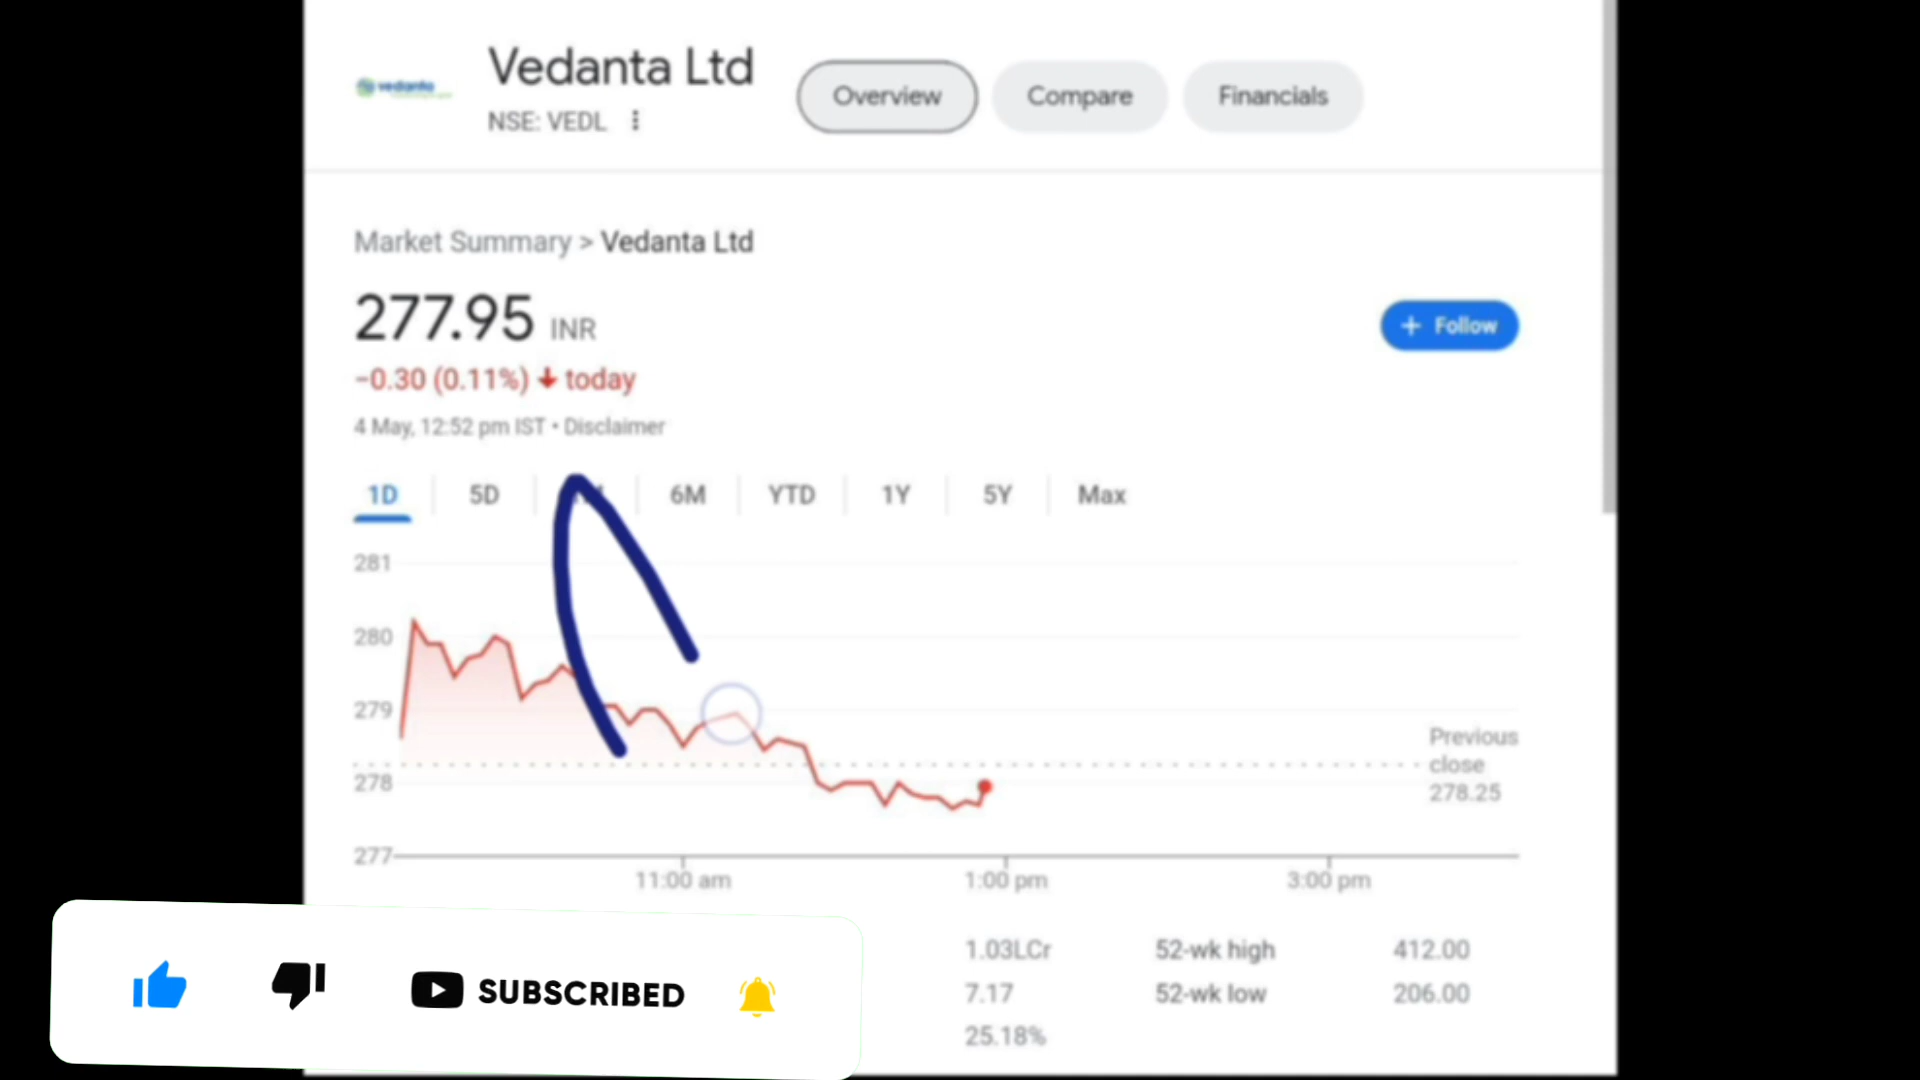 vedanta
Vedanta Ltd
NSE: VEDL
Overview
Compare
Financials
Market Summary > Vedanta Ltd
277.95 INR
+ Follow
−0.30 (0.11%) ↓ today
4 May, 12:52 pm IST • Disclaimer
1D
5D
6M
YTD
1Y
5Y
Max
281
280
279
278
277
Previous
close
278.25
11:00 am
1:00 pm
3:00 pm
1.03LCr
52-wk high
412.00
7.17
52-wk low
206.00
25.18%
SUBSCRIBED